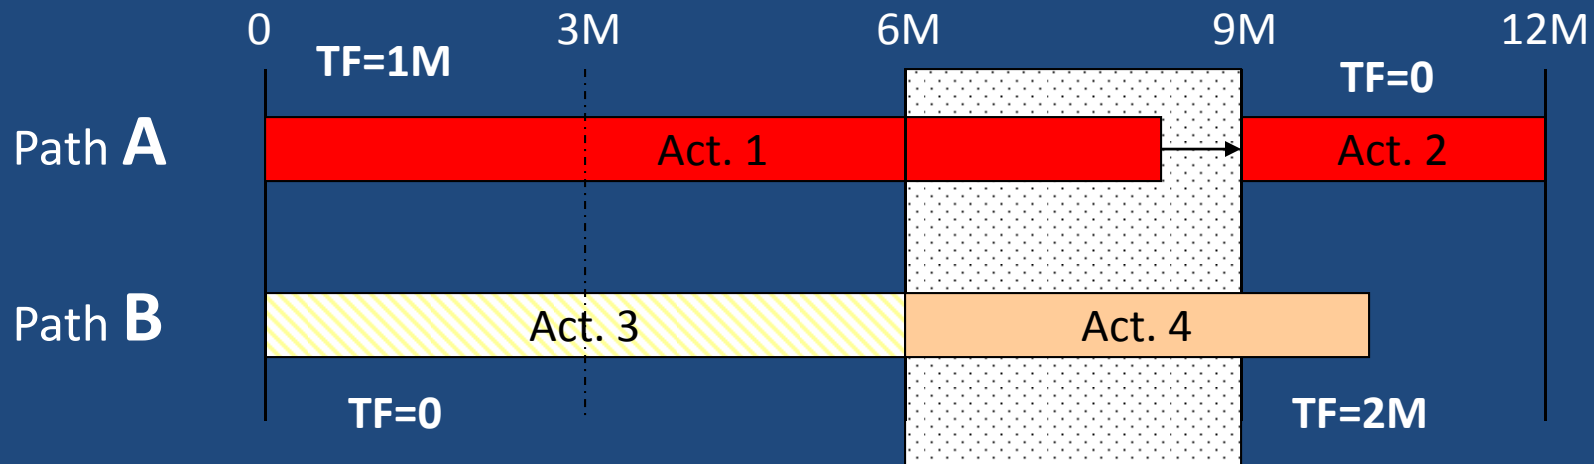 0 3M 6M 9M 12M
TF=1M TF=0
Path A Act. 1 Act. 2
Path B Act. 3 Act. 4
TF=0 TF=2M